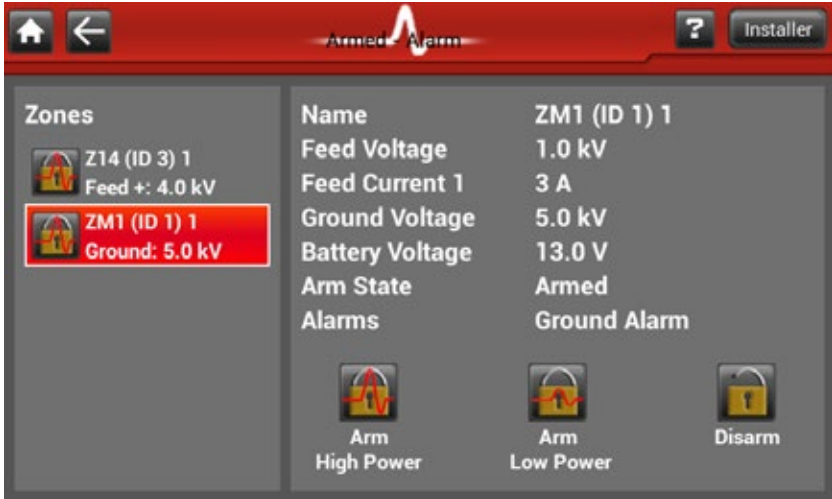 Armed - Alarm
?
Installer
Zones
Z14 (ID 3) 1
Feed +: 4.0 kV
ZM1 (ID 1) 1
Ground: 5.0 kV
Name ZM1 (ID 1) 1
Feed Voltage 1.0 kV
Feed Current 1 3 A
Ground Voltage 5.0 kV
Battery Voltage 13.0 V
Arm State Armed
Alarms Ground Alarm
Arm
High Power
Arm
Low Power
Disarm